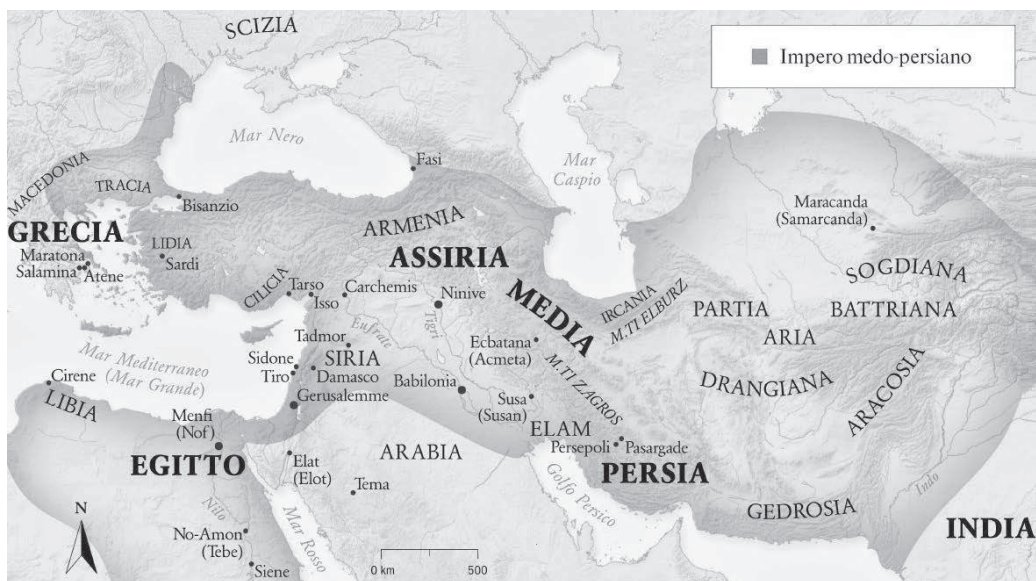 SCIZIA
Impero medo-persiano
Mar Nero
Fasi
Mar
Caspio
MACEDONIA
TRACIA
Bisanzio
Maracanda
(Samarcanda)
GRECIA
Maratona
Salamina
Atene
LIDIA
Sardi
ARMENIA
ASSIRIA
SOGDIANA
CILICIA
Tarso
Isso
Carchemis
Ninive
MEDIA
IRCANIA
M.TI ELBURZ
PARTIA
BATTRIANA
ARIA
Eufrate
Tigri
Tadmor
SIRIA
Ecbatana
(Acmeta)
M.TI ZAGROS
DRANGIANA
ARACOSIA
Mar Mediterraneo
(Mar Grande)
Sidone
Tiro
Damasco
Gerusalemme
Babilonia
Susa
(Susan)
Cirene
LIBIA
Menfi
(Nof)
ELAM
Persepoli
Pasargade
EGITTO
Elat
(Elot)
ARABIA
PERSIA
Tema
Golfo Persico
GEDROSIA
Indo
INDIA
N
Nilo
Mar Rosso
No-Amon
(Tebe)
Siene
0 km
500